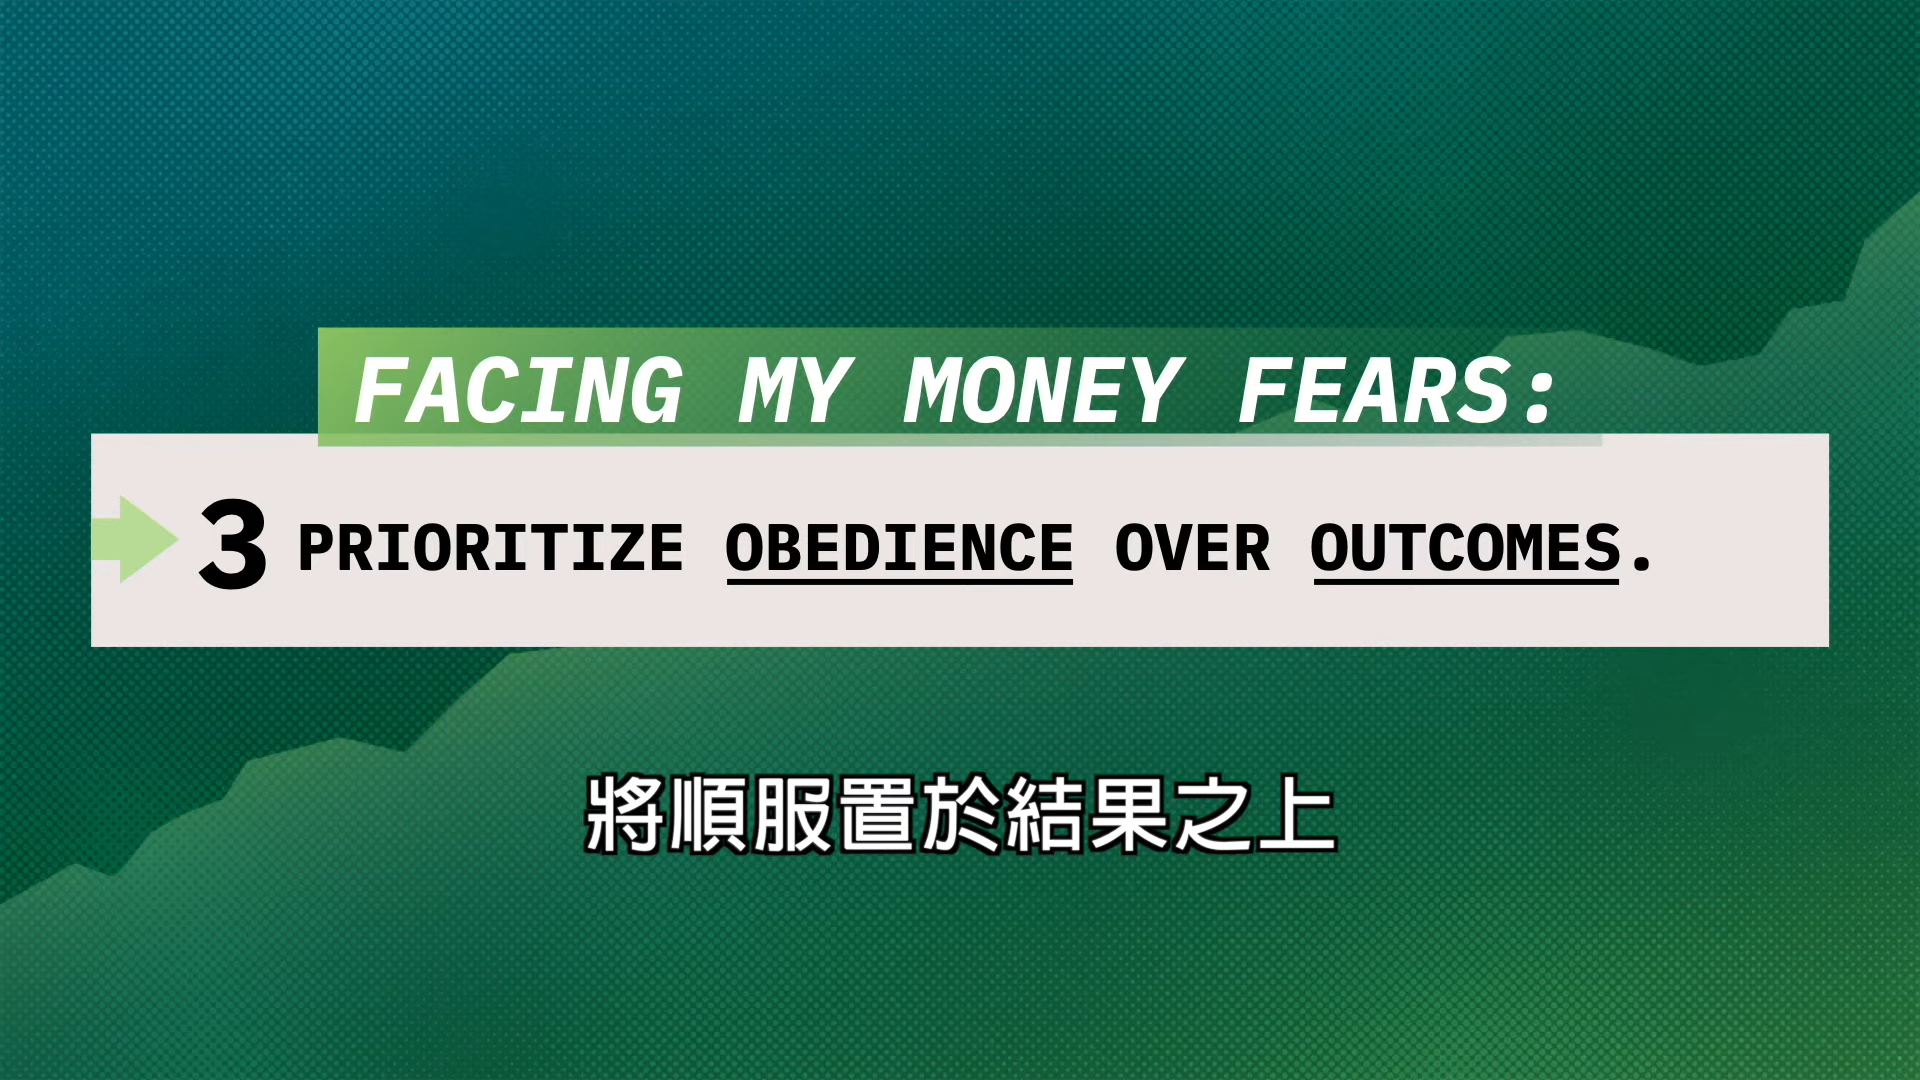 FACING MY MONEY FEARS:
3 PRIORITIZE OBEDIENCE OVER OUTCOMES.
將順服置於結果之上